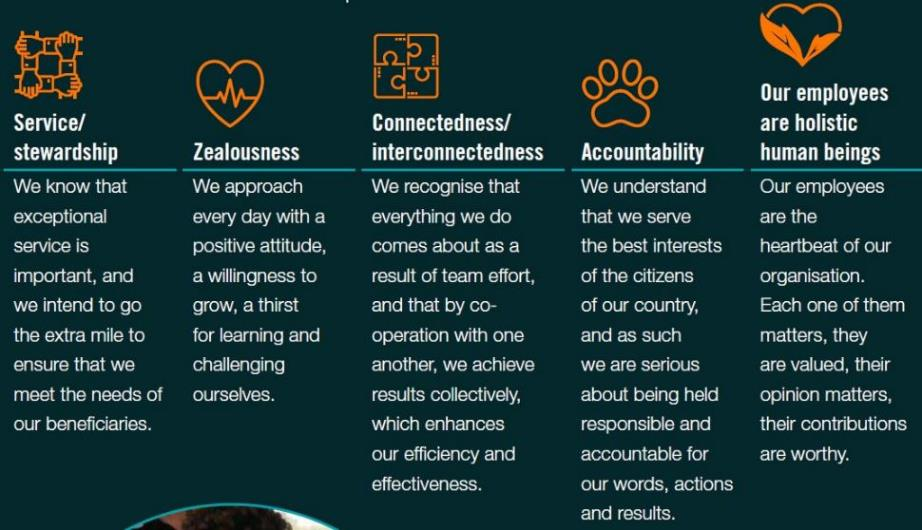 Service/
stewardship
We know that
exceptional
service is
important, and
we intend to go
the extra mile to
ensure that we
meet the needs of
our beneficiaries.
Zealousness
We approach
every day with a
positive attitude,
a willingness to
grow, a thirst
for learning and
challenging
ourselves.
Connectedness/
interconnectedness
We recognise that
everything we do
comes about as a
result of team effort,
and that by co-
operation with one
another, we achieve
results collectively,
which enhances
our efficiency and
effectiveness.
Accountability
We understand
that we serve
the best interests
of the citizens
of our country,
and as such
we are serious
about being held
responsible and
accountable for
our words, actions
and results.
Our employees
are holistic
human beings
Our employees
are the
heartbeat of our
organisation.
Each one of them
matters, they
are valued, their
opinion matters,
their contributions
are worthy.